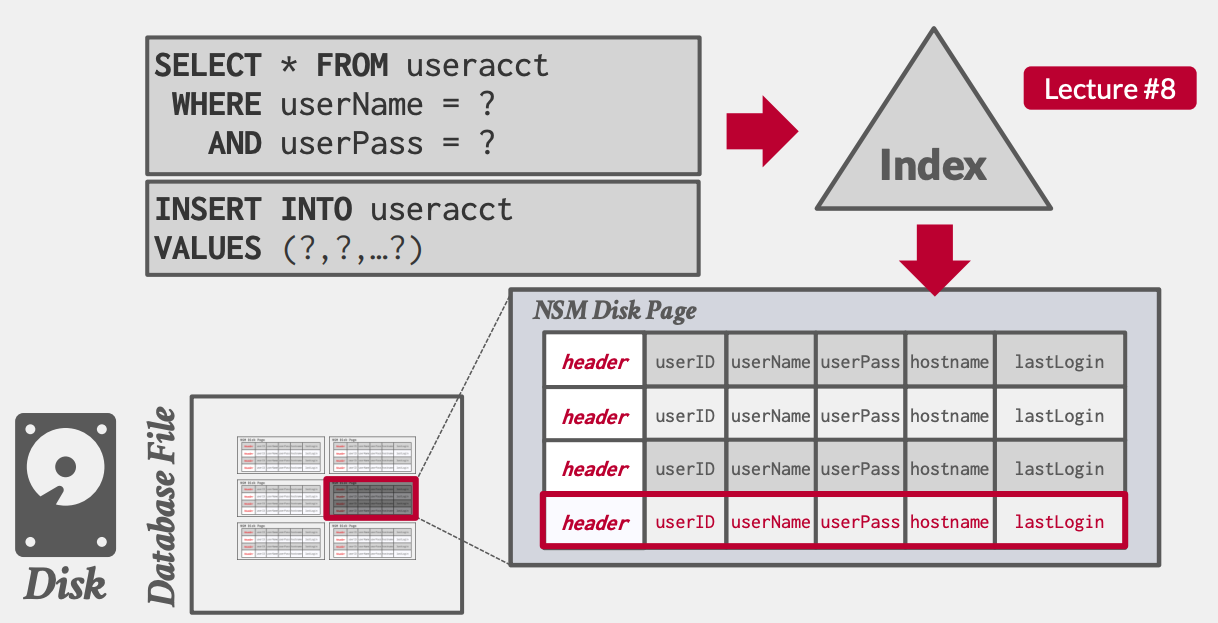 SELECT * FROM useracct
WHERE userName = ?
AND userPass = ?
Lecture #8
Index
INSERT INTO useracct
VALUES (?,?,…?)
NSM Disk Page
header userID userName userPass hostname lastLogin
header userID userName userPass hostname lastLogin
header userID userName userPass hostname lastLogin
header userID userName userPass hostname lastLogin
Database File
Disk